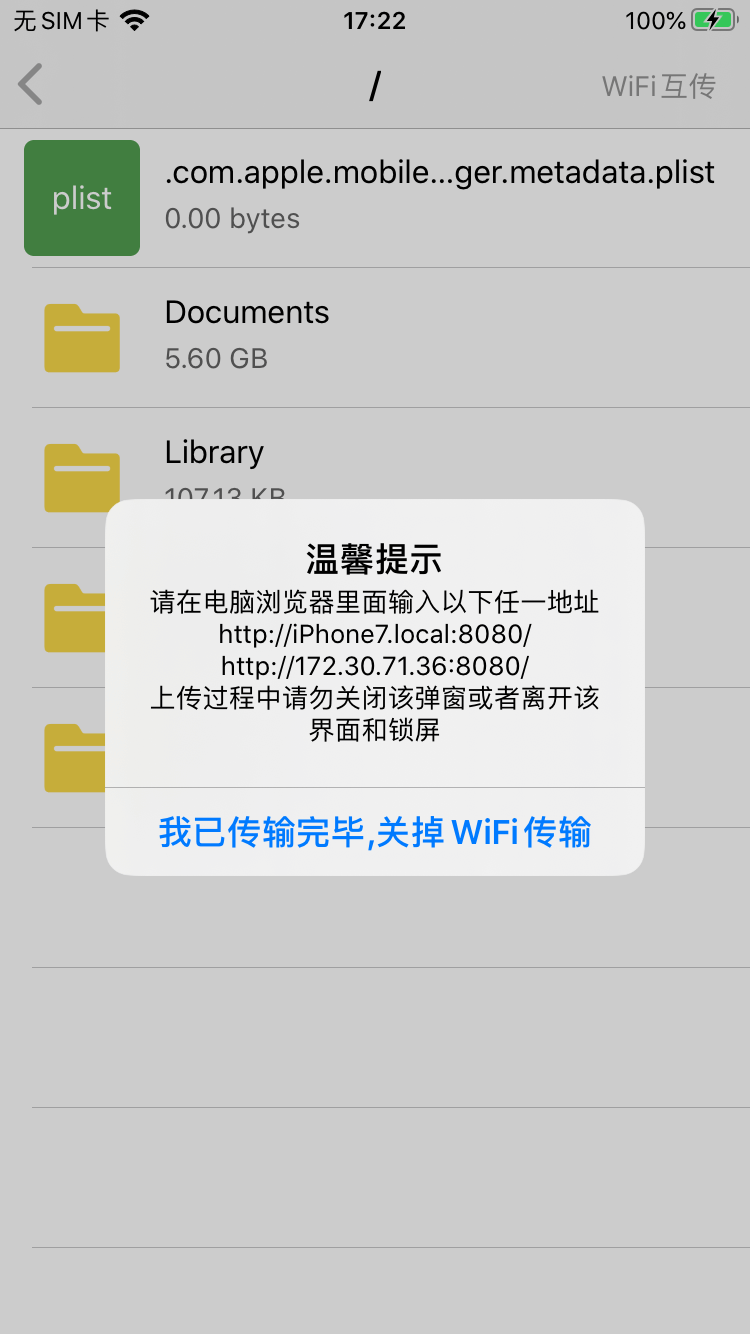 无SIM卡 17:22 100%
/ WiFi互传
plist
.com.apple.mobile...ger.metadata.plist
0.00 bytes
Documents
5.60 GB
Library
107.13 KB
温馨提示
请在电脑浏览器里面输入以下任一地址
http://iPhone7.local:8080/
http://172.30.71.36:8080/
上传过程中请勿关闭该弹窗或者离开该
界面和锁屏
我已传输完毕,关掉WiFi传输